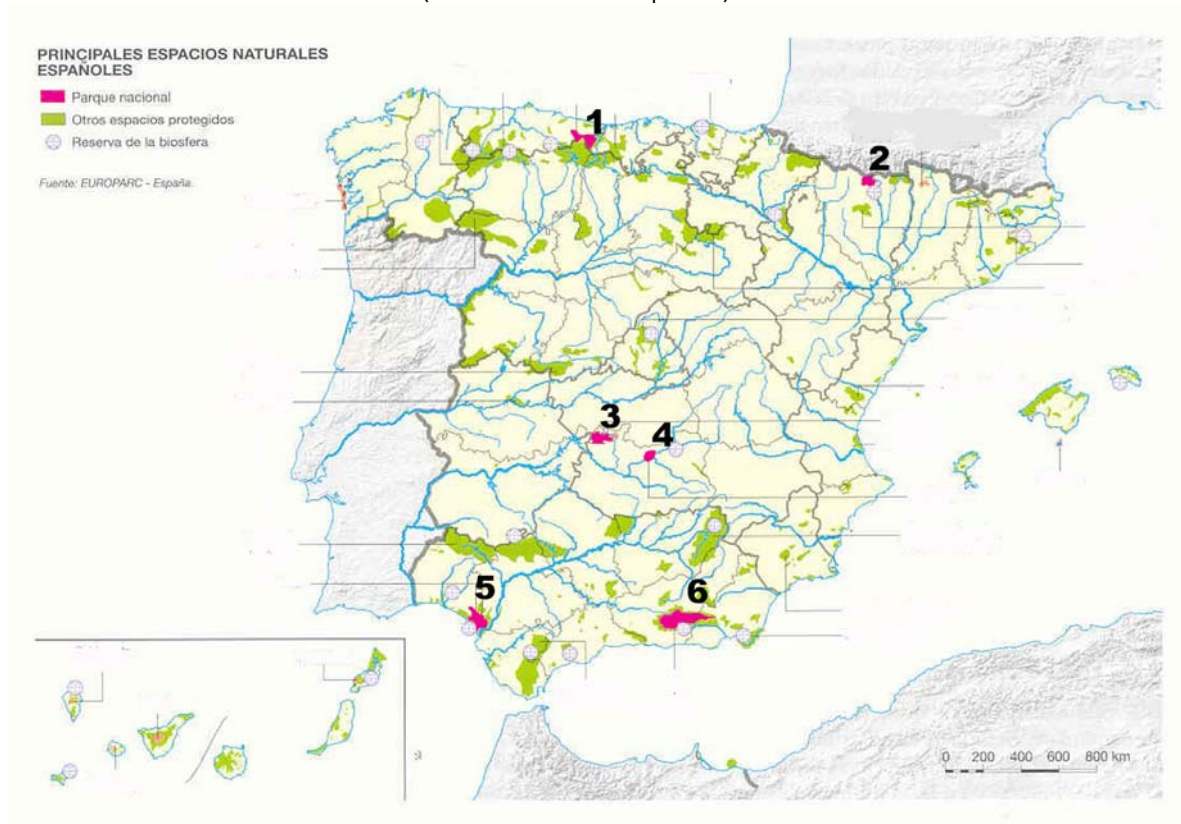 PRINCIPALES ESPACIOS NATURALES
ESPAÑOLES
Parque nacional
Otros espacios protegidos
Reserva de la biosfera
Fuente: EUROPARC - España.
1
2
3
4
5
6
0 200 400 600 800 km